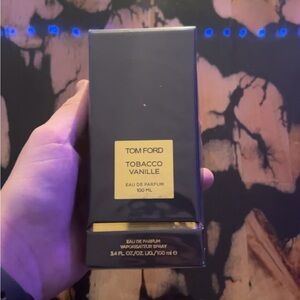 TOM FORD
TOBACCO
VANILLE
EAU DE PARFUM
100 ML
EAU DE PARFUM
VAPORISATEUR SPRAY
3.4 FL. OZ/OZ. LIQ./100 ml e